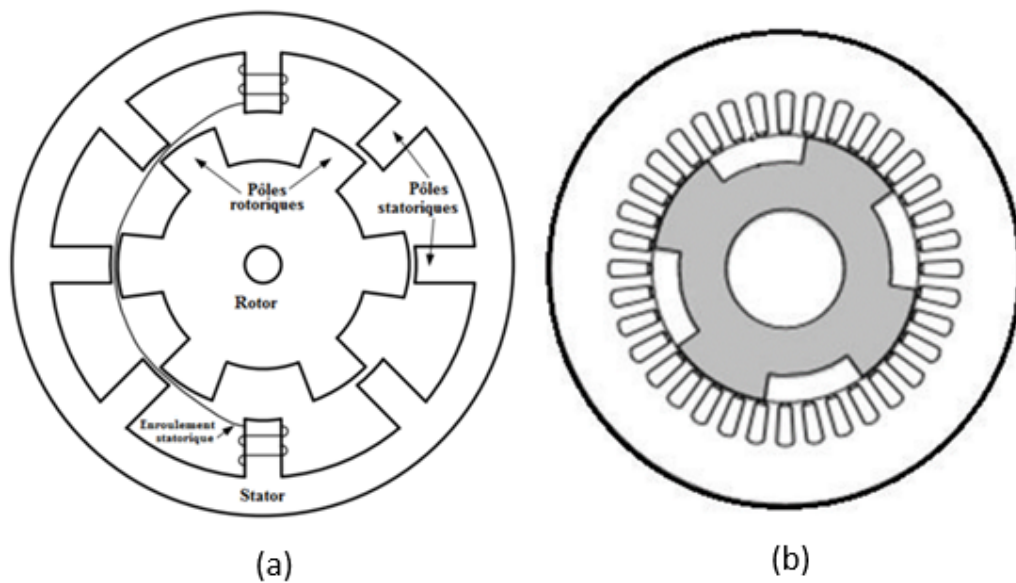 Pôles
rotoriques
Pôles
statoriques
Rotor
Enroulement
statorique
Stator
(a)
(b)